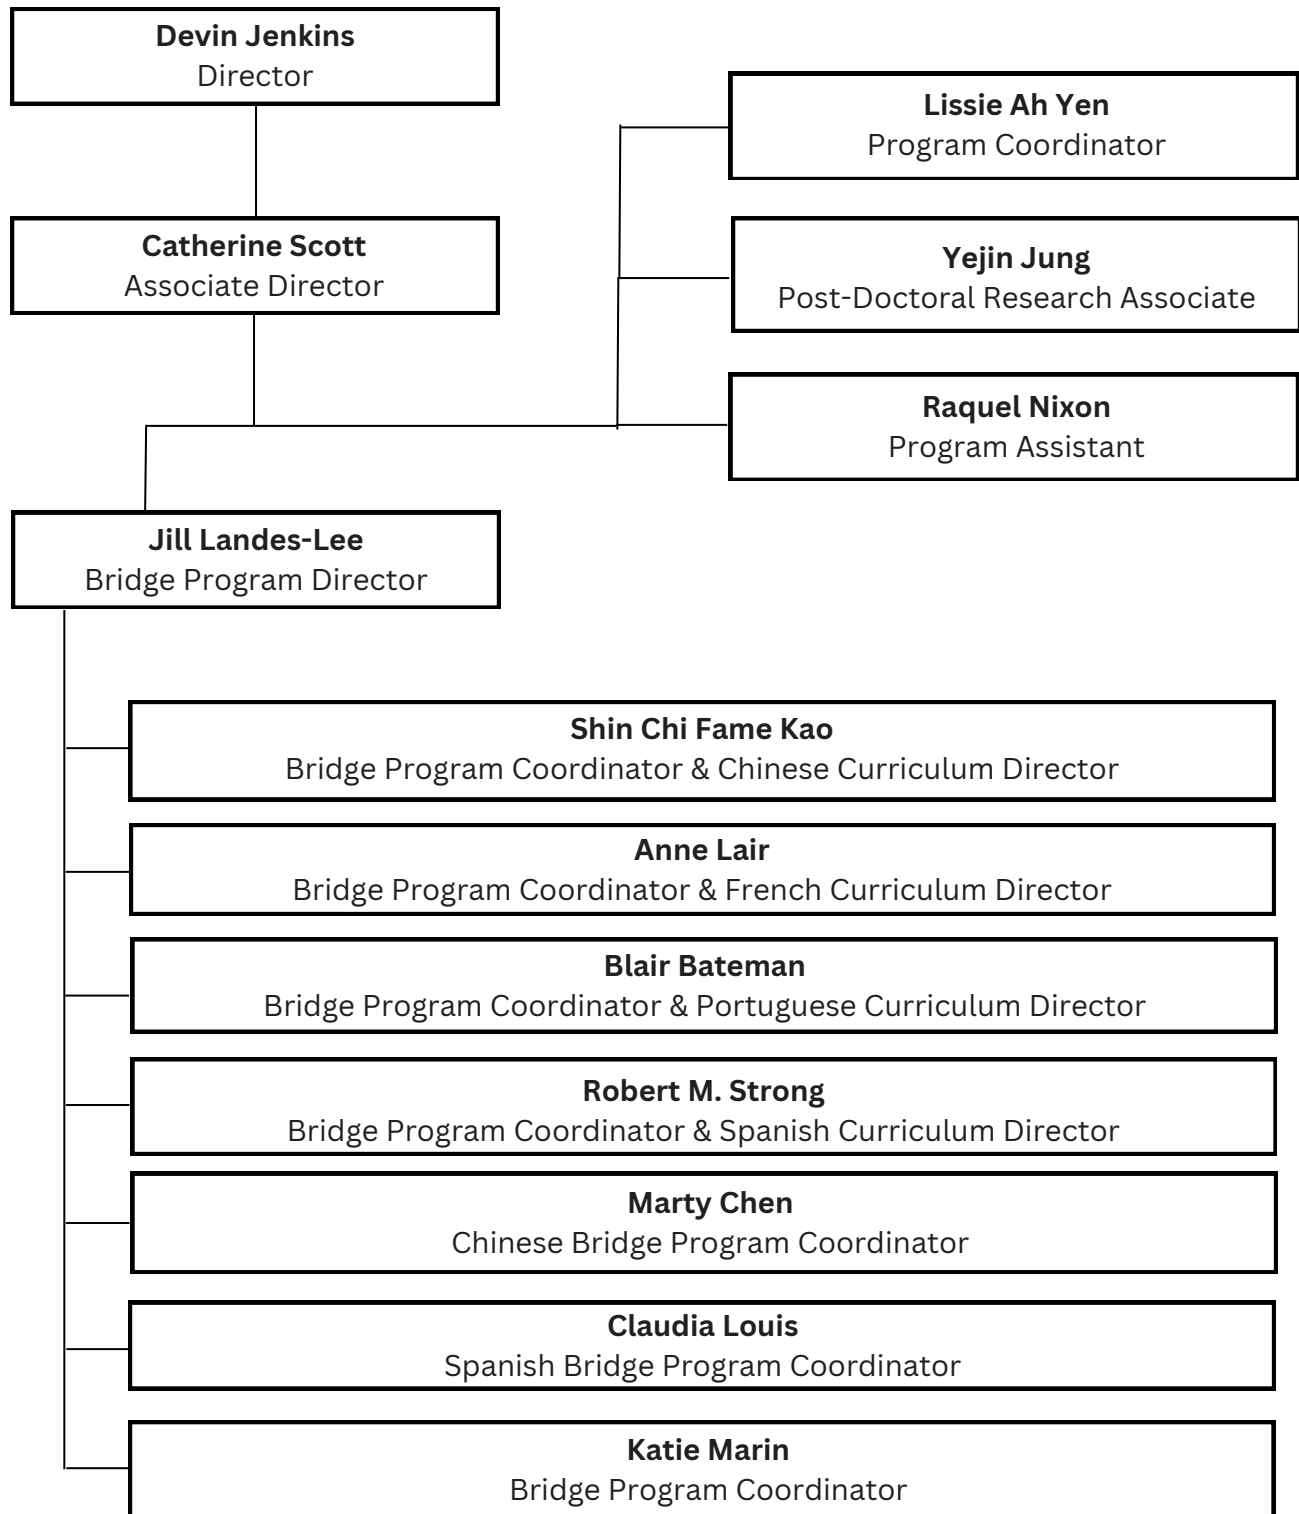 Devin Jenkins
Director
Lissie Ah Yen
Program Coordinator
Catherine Scott
Associate Director
Yejin Jung
Post-Doctoral Research Associate
Raquel Nixon
Program Assistant
Jill Landes-Lee
Bridge Program Director
Shin Chi Fame Kao
Bridge Program Coordinator & Chinese Curriculum Director
Anne Lair
Bridge Program Coordinator & French Curriculum Director
Blair Bateman
Bridge Program Coordinator & Portuguese Curriculum Director
Robert M. Strong
Bridge Program Coordinator & Spanish Curriculum Director
Marty Chen
Chinese Bridge Program Coordinator
Claudia Louis
Spanish Bridge Program Coordinator
Katie Marin
Bridge Program Coordinator